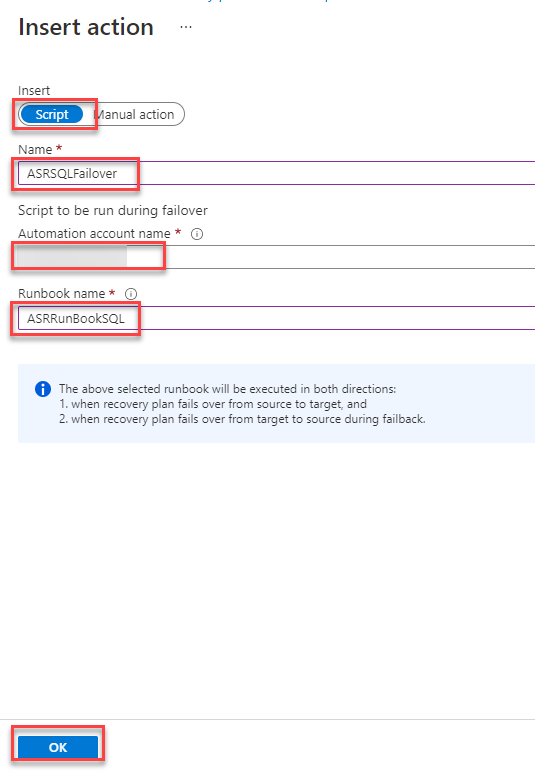 Insert action ...
Insert
Script Manual action
Name *
ASRSQLFailover
Script to be run during failover
Automation account name *
Runbook name *
ASRRunBookSQL
The above selected runbook will be executed in both directions:
1. when recovery plan fails over from source to target, and
2. when recovery plan fails over from target to source during failback.
OK